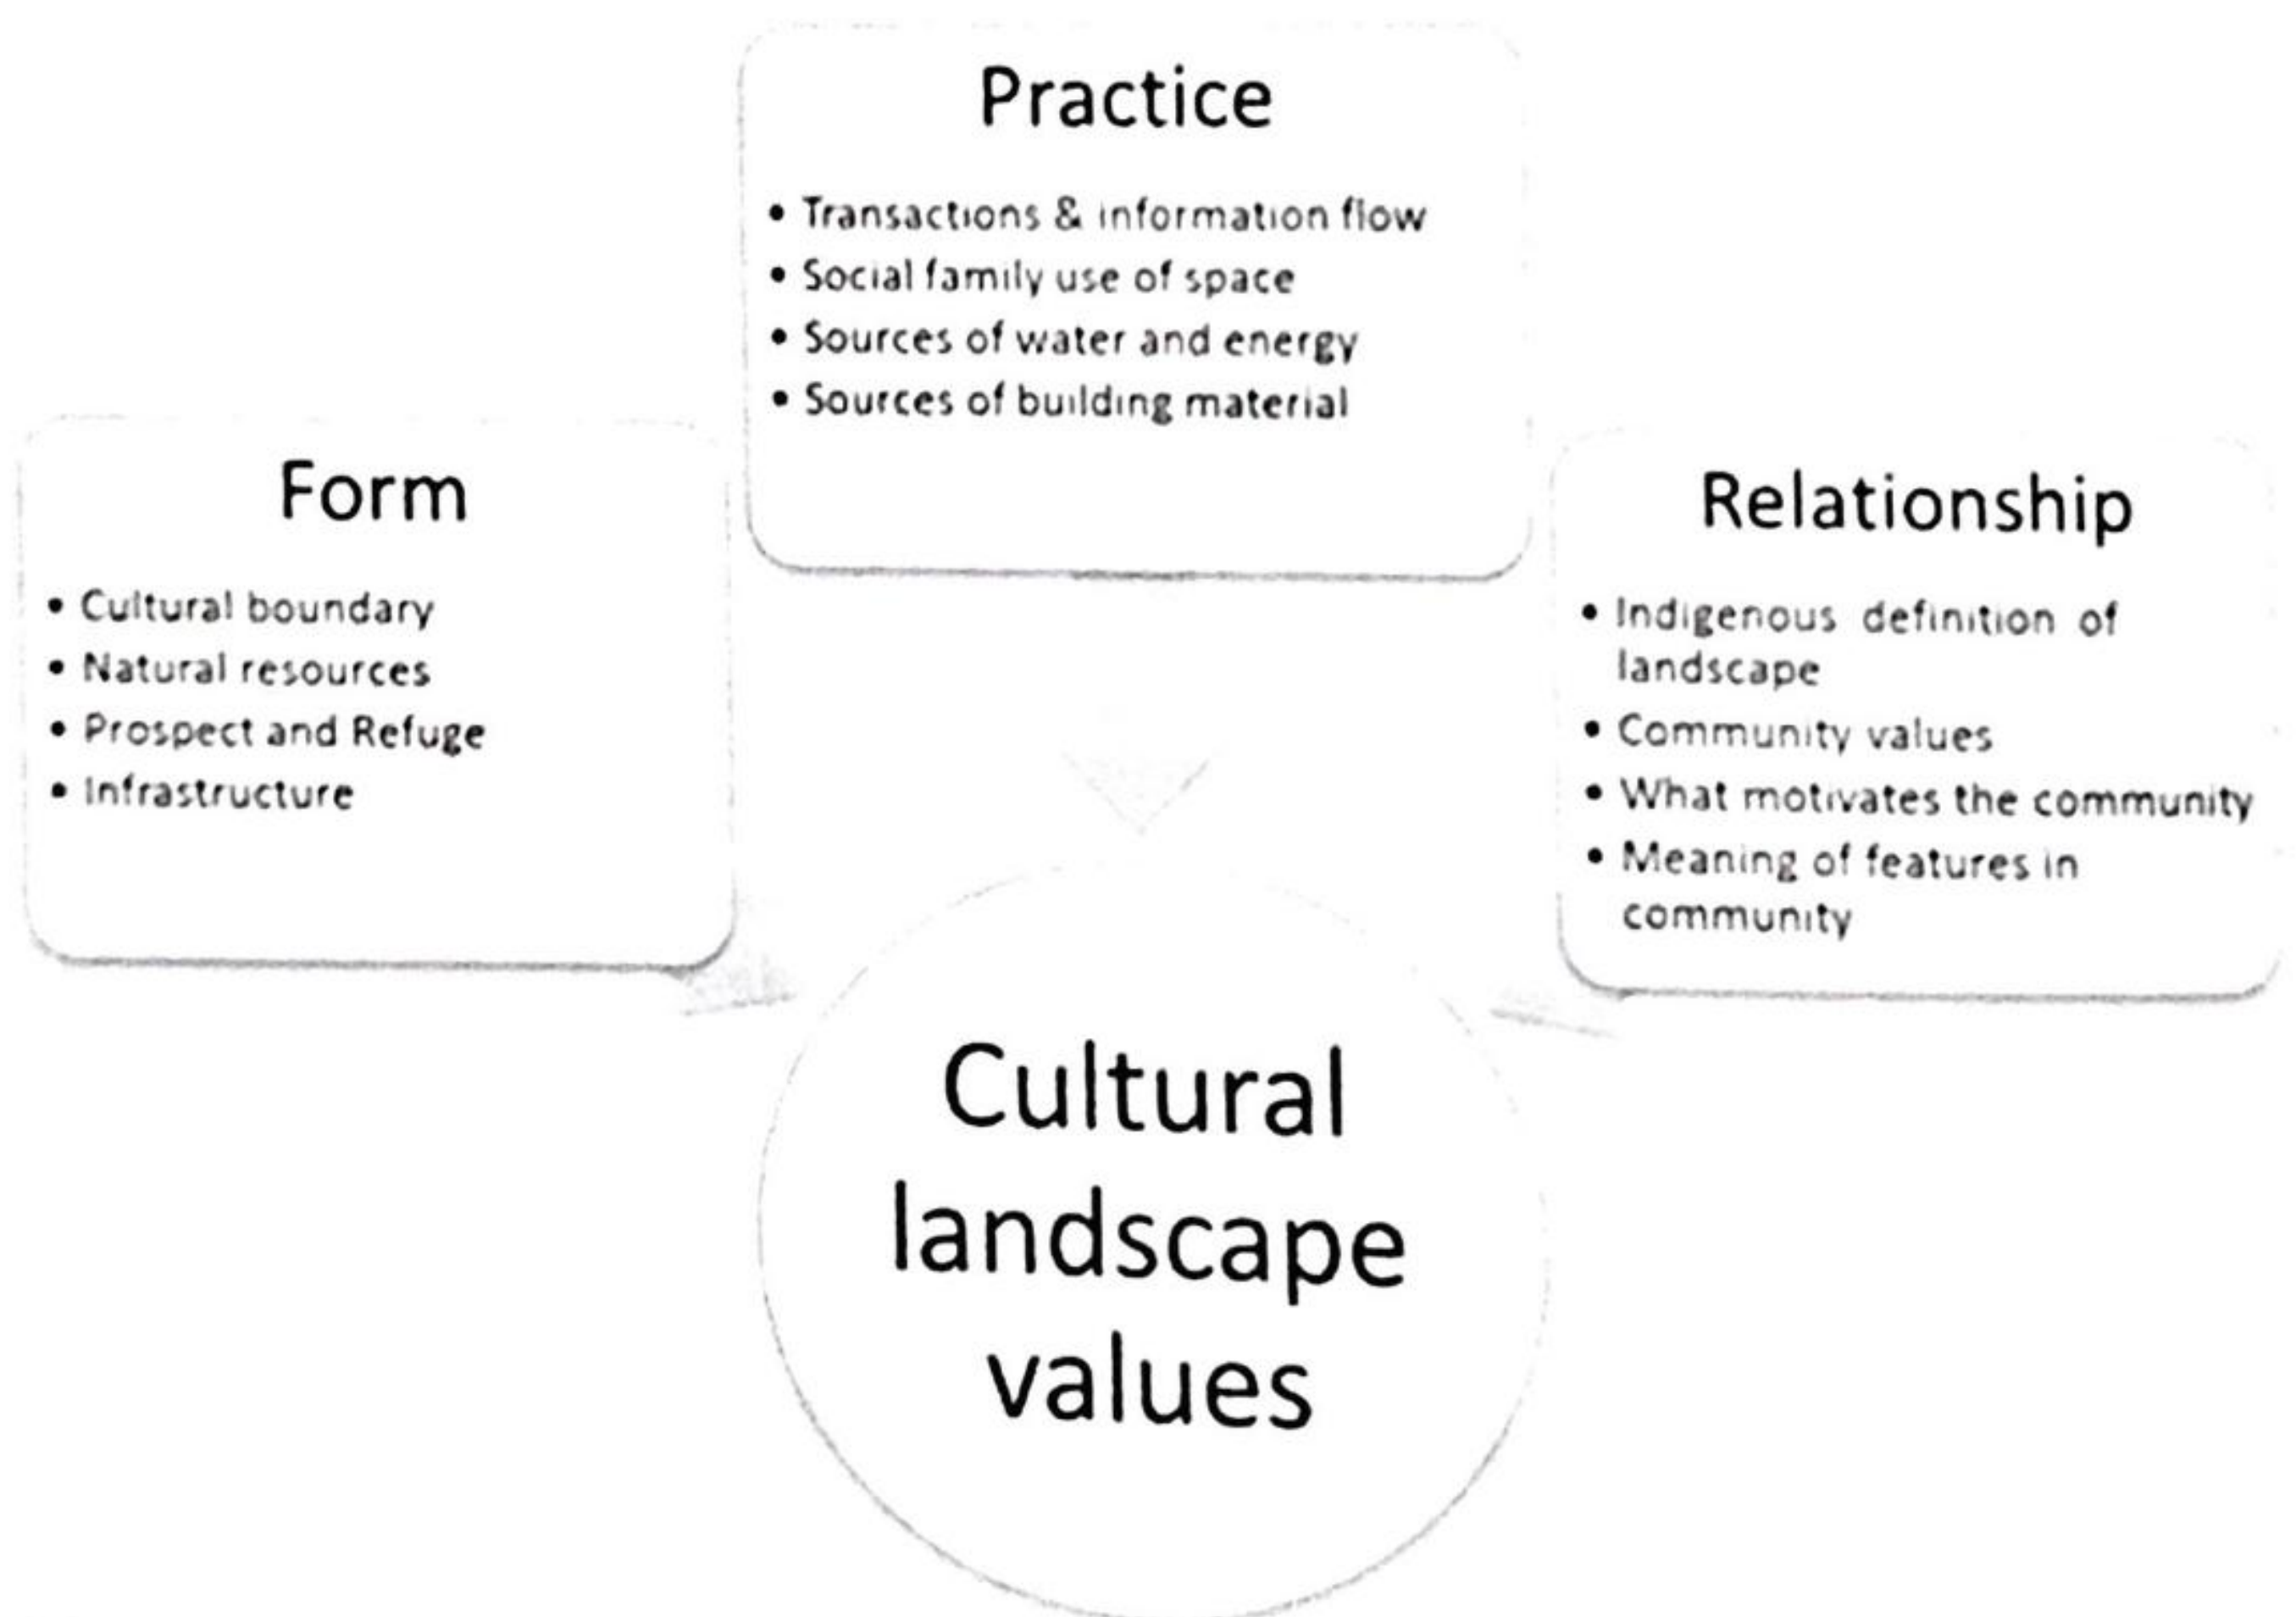 Practice
• Transactions & information flow
• Social family use of space
• Sources of water and energy
• Sources of building material
Form
• Cultural boundary
• Natural resources
• Prospect and Refuge
• Infrastructure
Relationship
• Indigenous definition of
landscape
• Community values
• What motivates the community
• Meaning of features in
community
Cultural
landscape
values